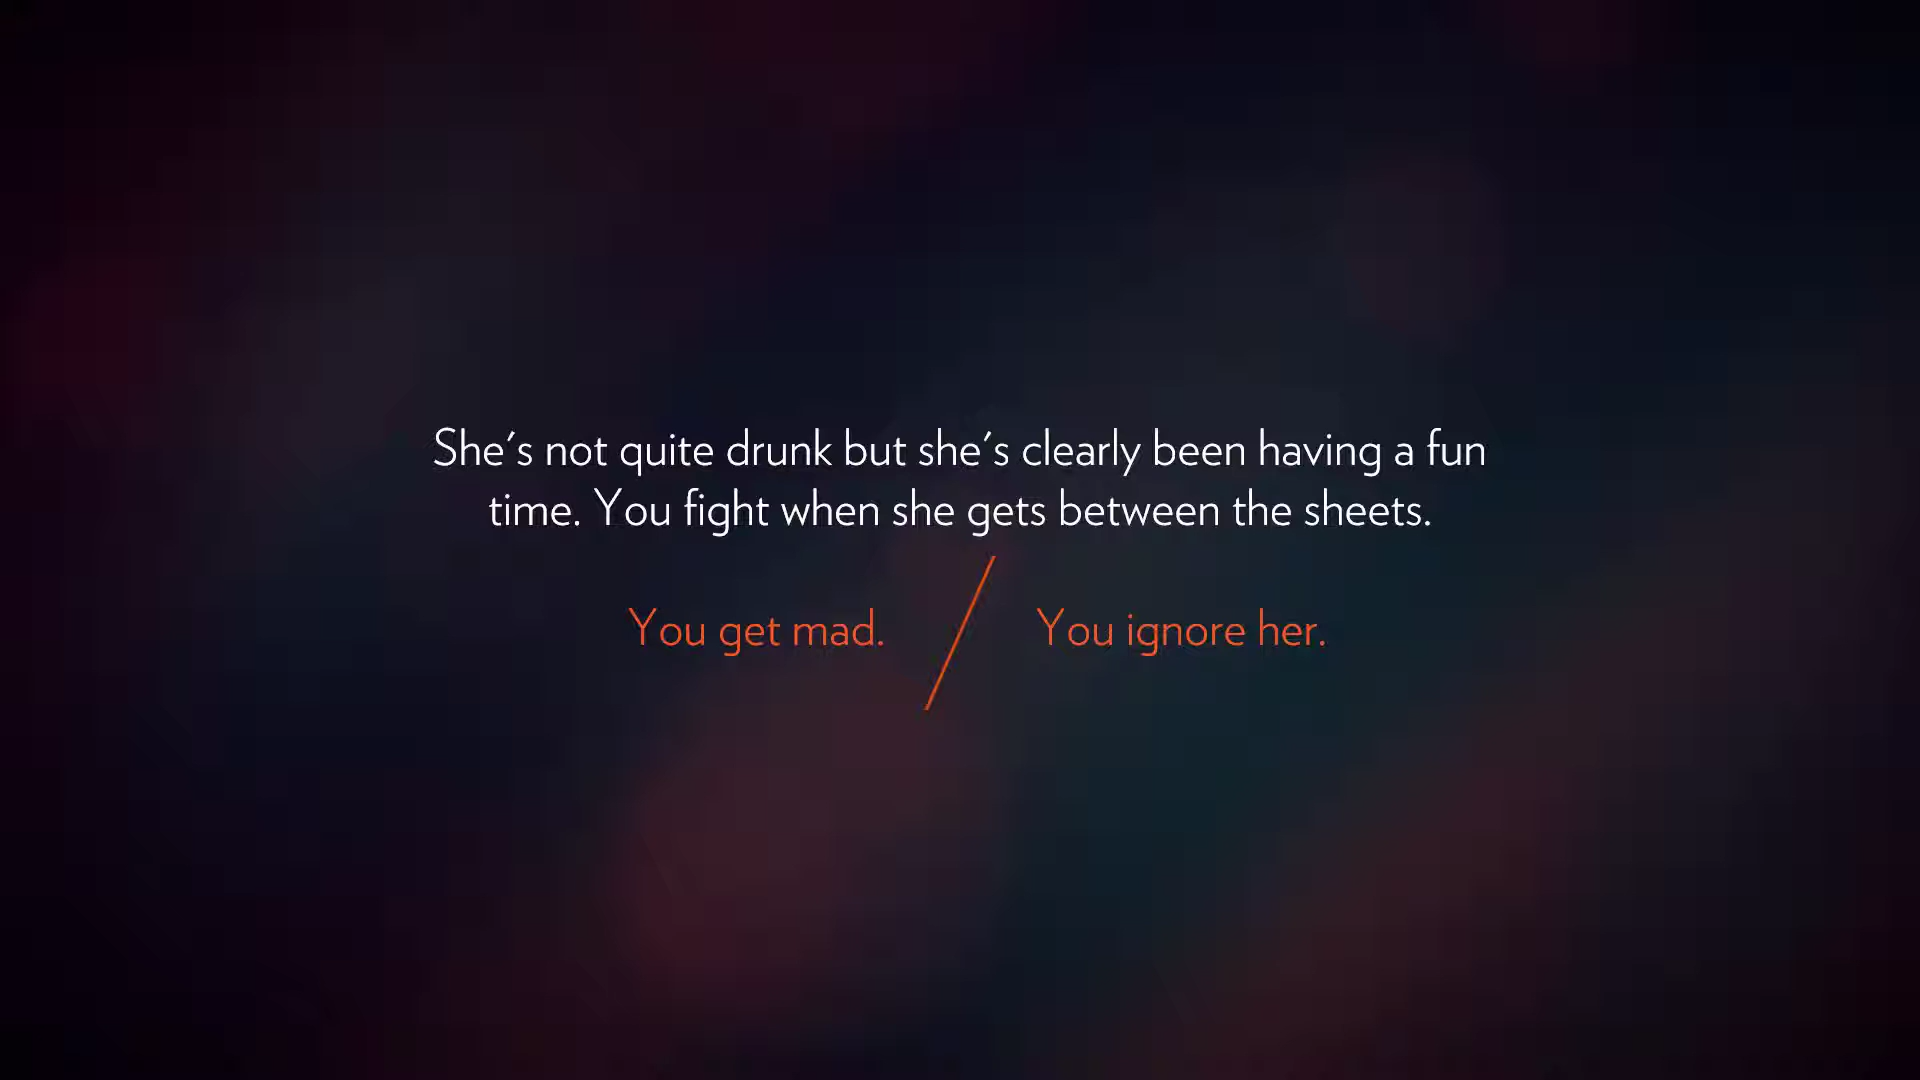 She's not quite drunk but she's clearly been having a fun
time. You fight when she gets between the sheets.
You get mad. / You ignore her.